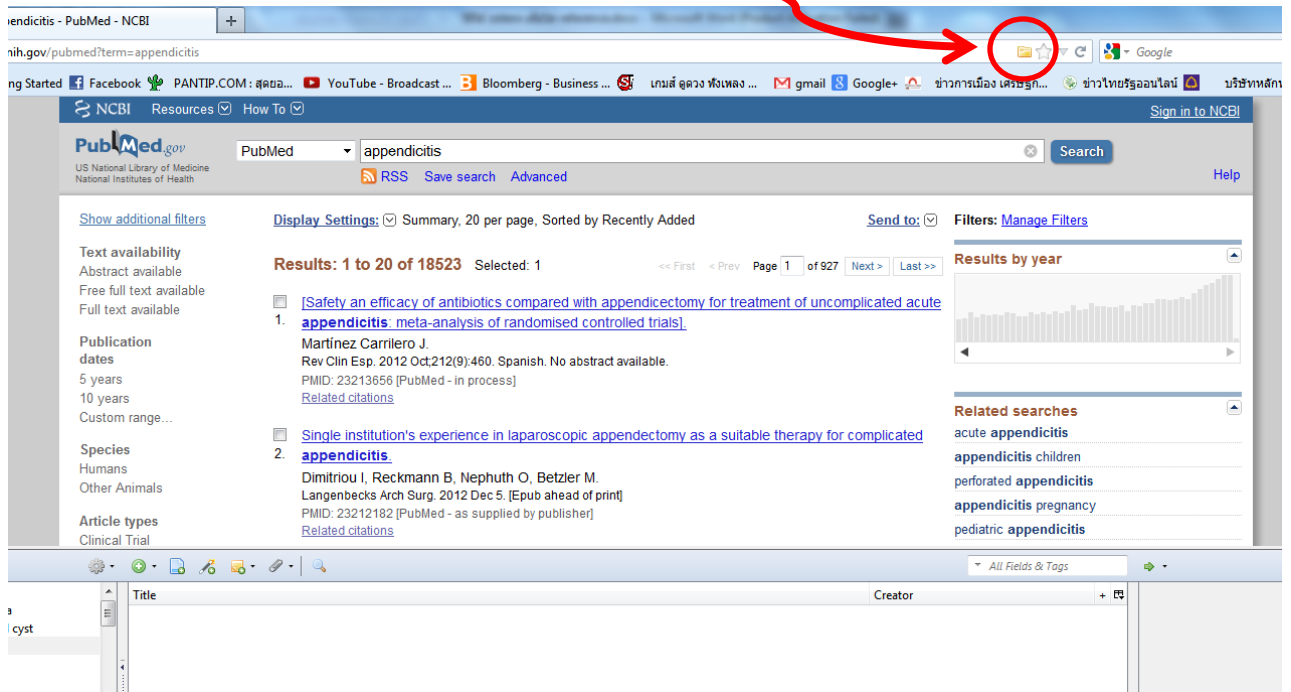 pendicitis - PubMed - NCBI
+
nih.gov/pubmed?term=appendicitis
Google
ng Started Facebook PANTIP.COM : สุดยอ... YouTube - Broadcast ... Bloomberg - Business ... เกมส์ ดูดวง ฟังเพลง ... gmail Google+ ข่าวการเมือง เศรษฐกิ... ข่าวไทยรัฐออนไลน์ บริษัทหลัก
NCBI Resources How To
Sign in to NCBI
PubMed.gov
US National Library of Medicine
National Institutes of Health
PubMed
appendicitis
Search
RSS Save search Advanced
Help
Show additional filters
Text availability
Abstract available
Free full text available
Full text available
Publication
dates
5 years
10 years
Custom range...
Species
Humans
Other Animals
Article types
Clinical Trial
Display Settings: Summary, 20 per page, Sorted by Recently Added
Send to:
Results: 1 to 20 of 18523 Selected: 1
<< First < Prev Page 1 of 927 Next > Last >>
[Safety an efficacy of antibiotics compared with appendicectomy for treatment of uncomplicated acute
1. appendicitis: meta-analysis of randomised controlled trials].
Martínez Carrilero J.
Rev Clin Esp. 2012 Oct;212(9):460. Spanish. No abstract available.
PMID: 23213656 [PubMed - in process]
Related citations
Single institution's experience in laparoscopic appendectomy as a suitable therapy for complicated
2. appendicitis.
Dimitriou I, Reckmann B, Nephuth O, Betzler M.
Langenbecks Arch Surg. 2012 Dec 5. [Epub ahead of print]
PMID: 23212182 [PubMed - as supplied by publisher]
Related citations
Filters: Manage Filters
Results by year
Related searches
acute appendicitis
appendicitis children
perforated appendicitis
appendicitis pregnancy
pediatric appendicitis
All Fields & Tags
a
cyst
Title
Creator
+